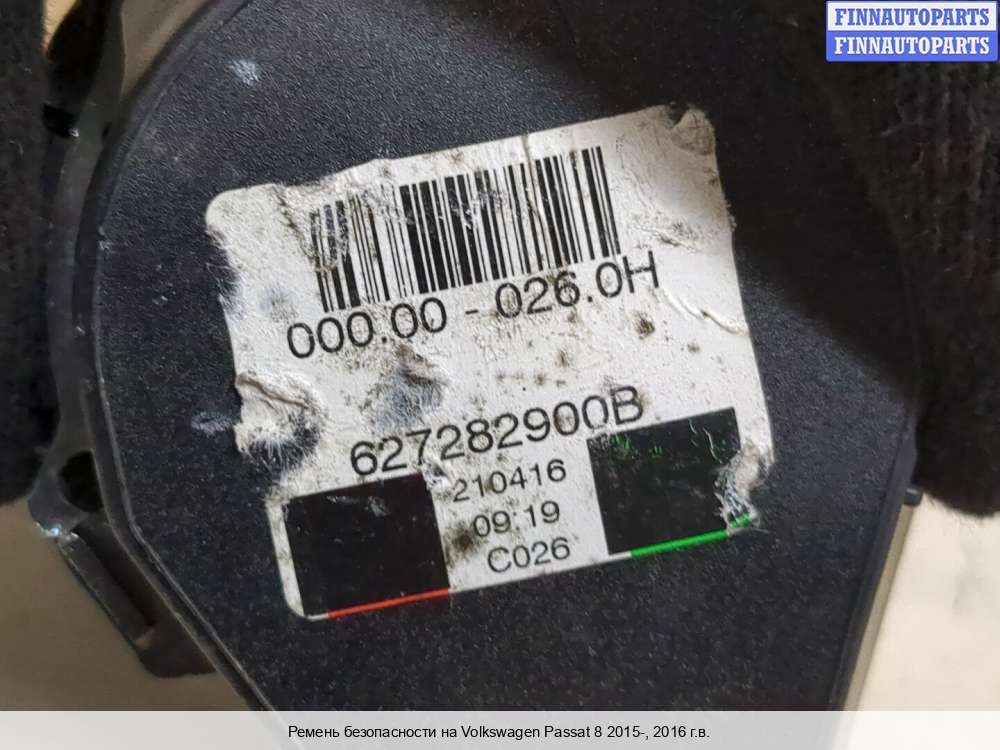 FINNAUTOPARTS
FINNAUTOPARTS
000.00 - 026.0H
627282900B
210416
09:19
C026
Ремень безопасности на Volkswagen Passat 8 2015-, 2016 г.в.